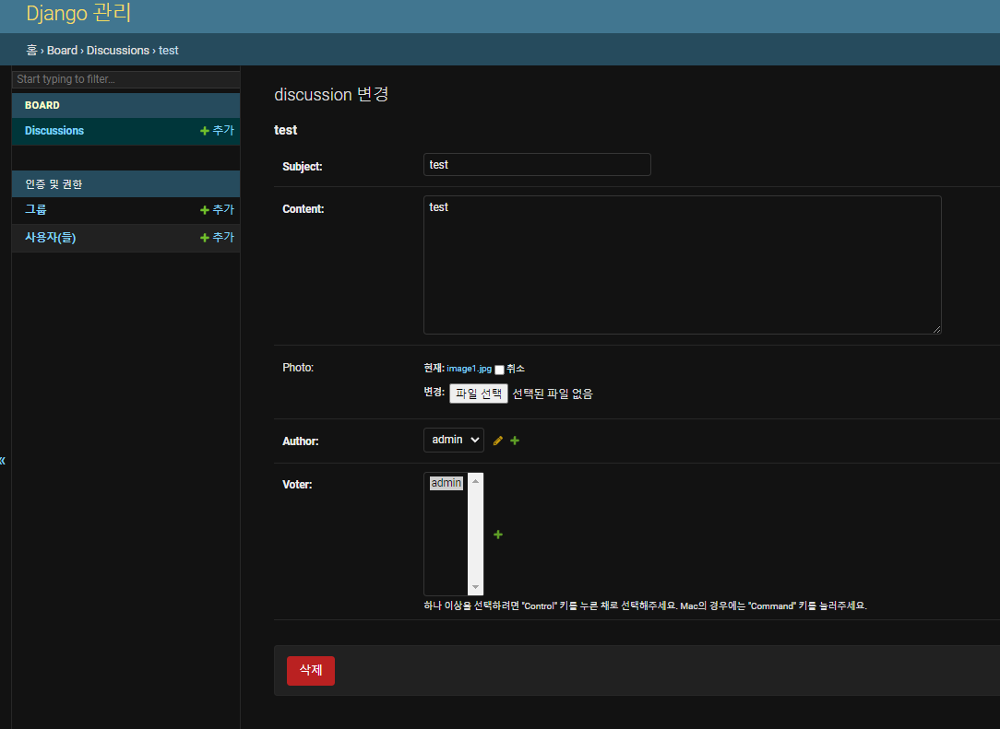 Django 관리
홈 › Board › Discussions › test
Start typing to filter...
BOARD
Discussions + 추가
인증 및 권한
그룹 + 추가
사용자(들) + 추가
«
discussion 변경
test
Subject: test
Content: test
Photo: 현재: image1.jpg 취소
변경: 파일 선택 선택된 파일 없음
Author: admin
Voter: admin
하나 이상을 선택하려면 "Control" 키를 누른 채로 선택해주세요. Mac의 경우에는 "Command" 키를 눌러주세요.
삭제